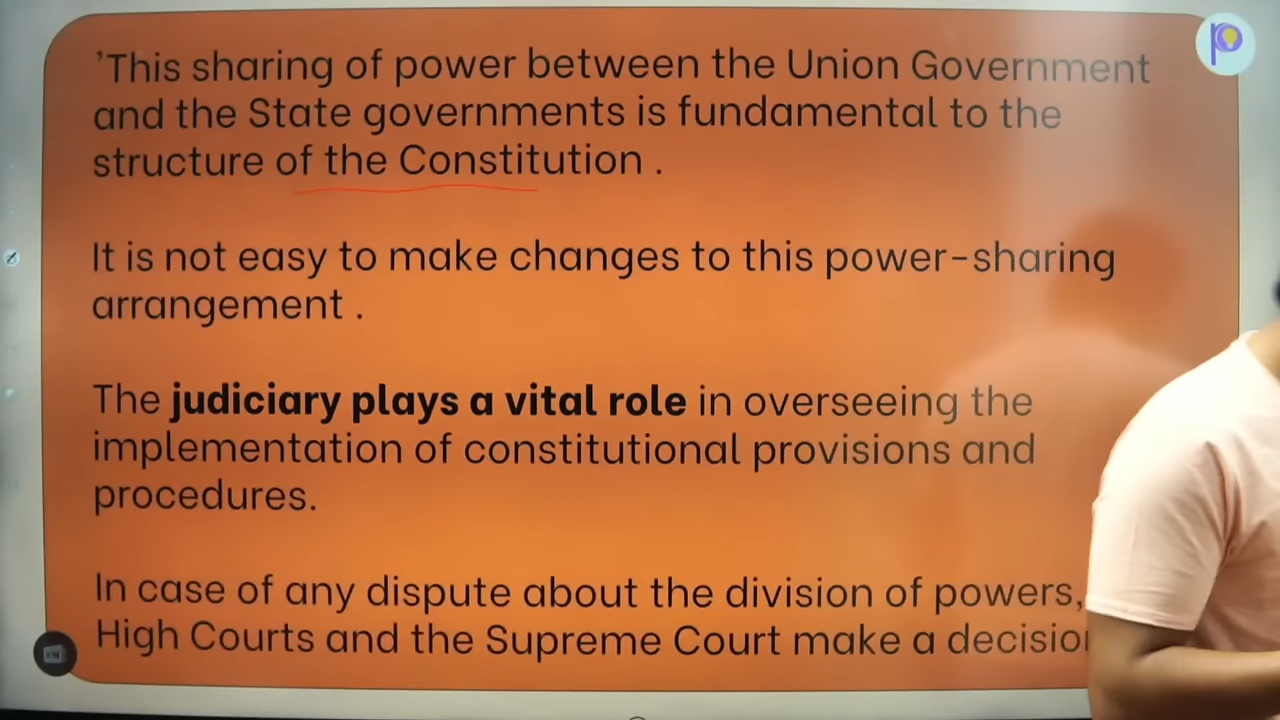 'This sharing of power between the Union Government
and the State governments is fundamental to the
structure of the Constitution .
It is not easy to make changes to this power-sharing
arrangement .
The judiciary plays a vital role in overseeing the
implementation of constitutional provisions and
procedures.
In case of any dispute about the division of powers,
High Courts and the Supreme Court make a